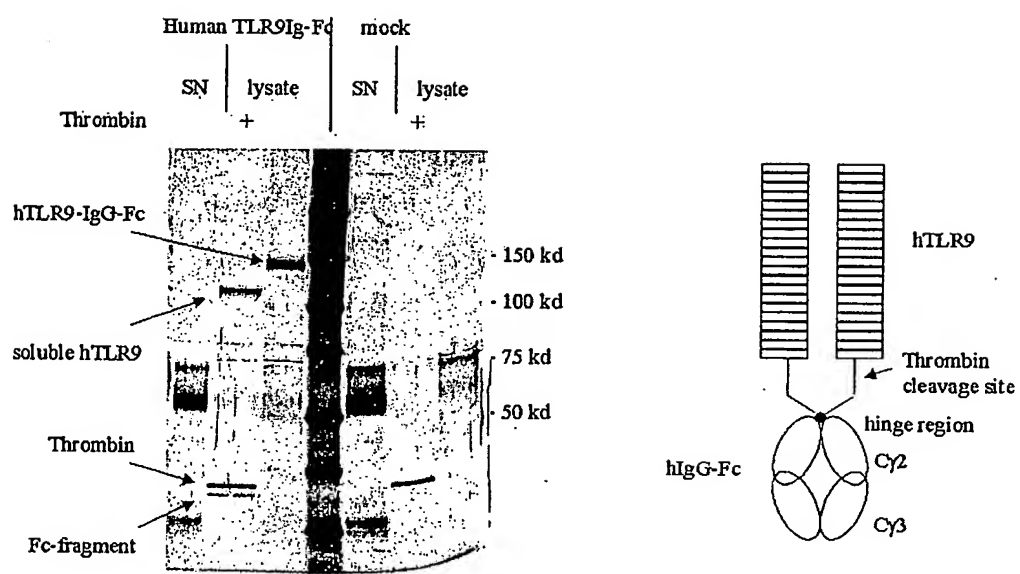 Human TLR9Ig-Fc mock
SN lysate SN lysate
Thrombin + +
hTLR9-IgG-Fc
- 150 kd
- 100 kd
soluble hTLR9
- 75 kd
- 50 kd
Thrombin
Fc-fragment
hTLR9
Thrombin
cleavage site
hinge region
hIgG-Fc
Cγ2
Cγ3